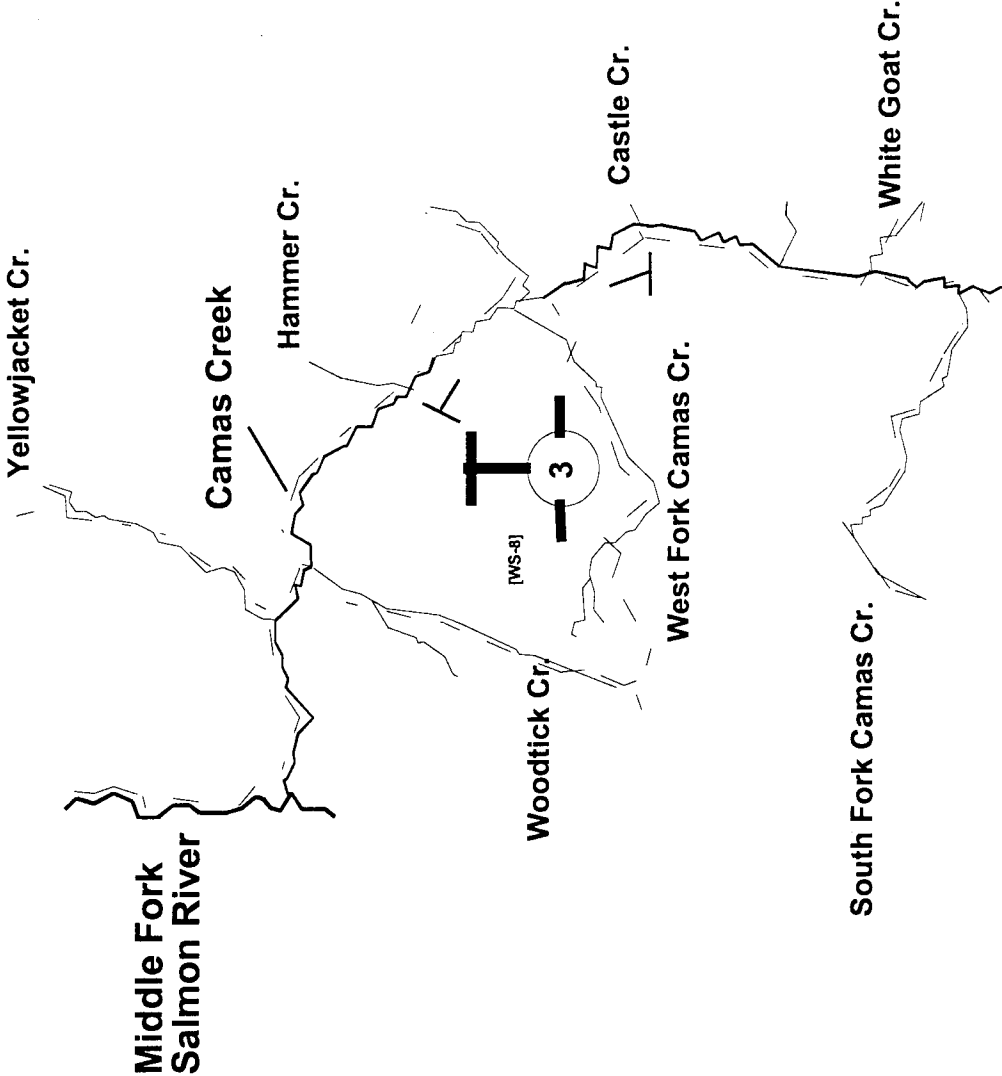 Yellowjacket Cr.
Camas Creek
Hammer Cr.
Castle Cr.
White Goat Cr.
Middle Fork
Salmon River
[WS-8]
3
Woodtick Cr.
West Fork Camas Cr.
South Fork Camas Cr.